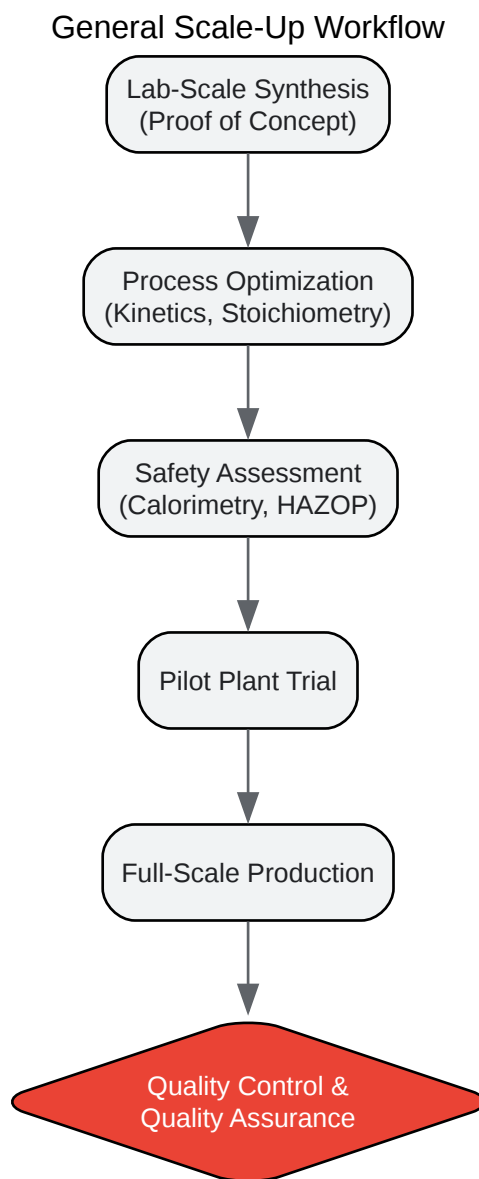 General Scale-Up Workflow
Lab-Scale Synthesis
(Proof of Concept)
Process Optimization
(Kinetics, Stoichiometry)
Safety Assessment
(Calorimetry, HAZOP)
Pilot Plant Trial
Full-Scale Production
Quality Control &
Quality Assurance